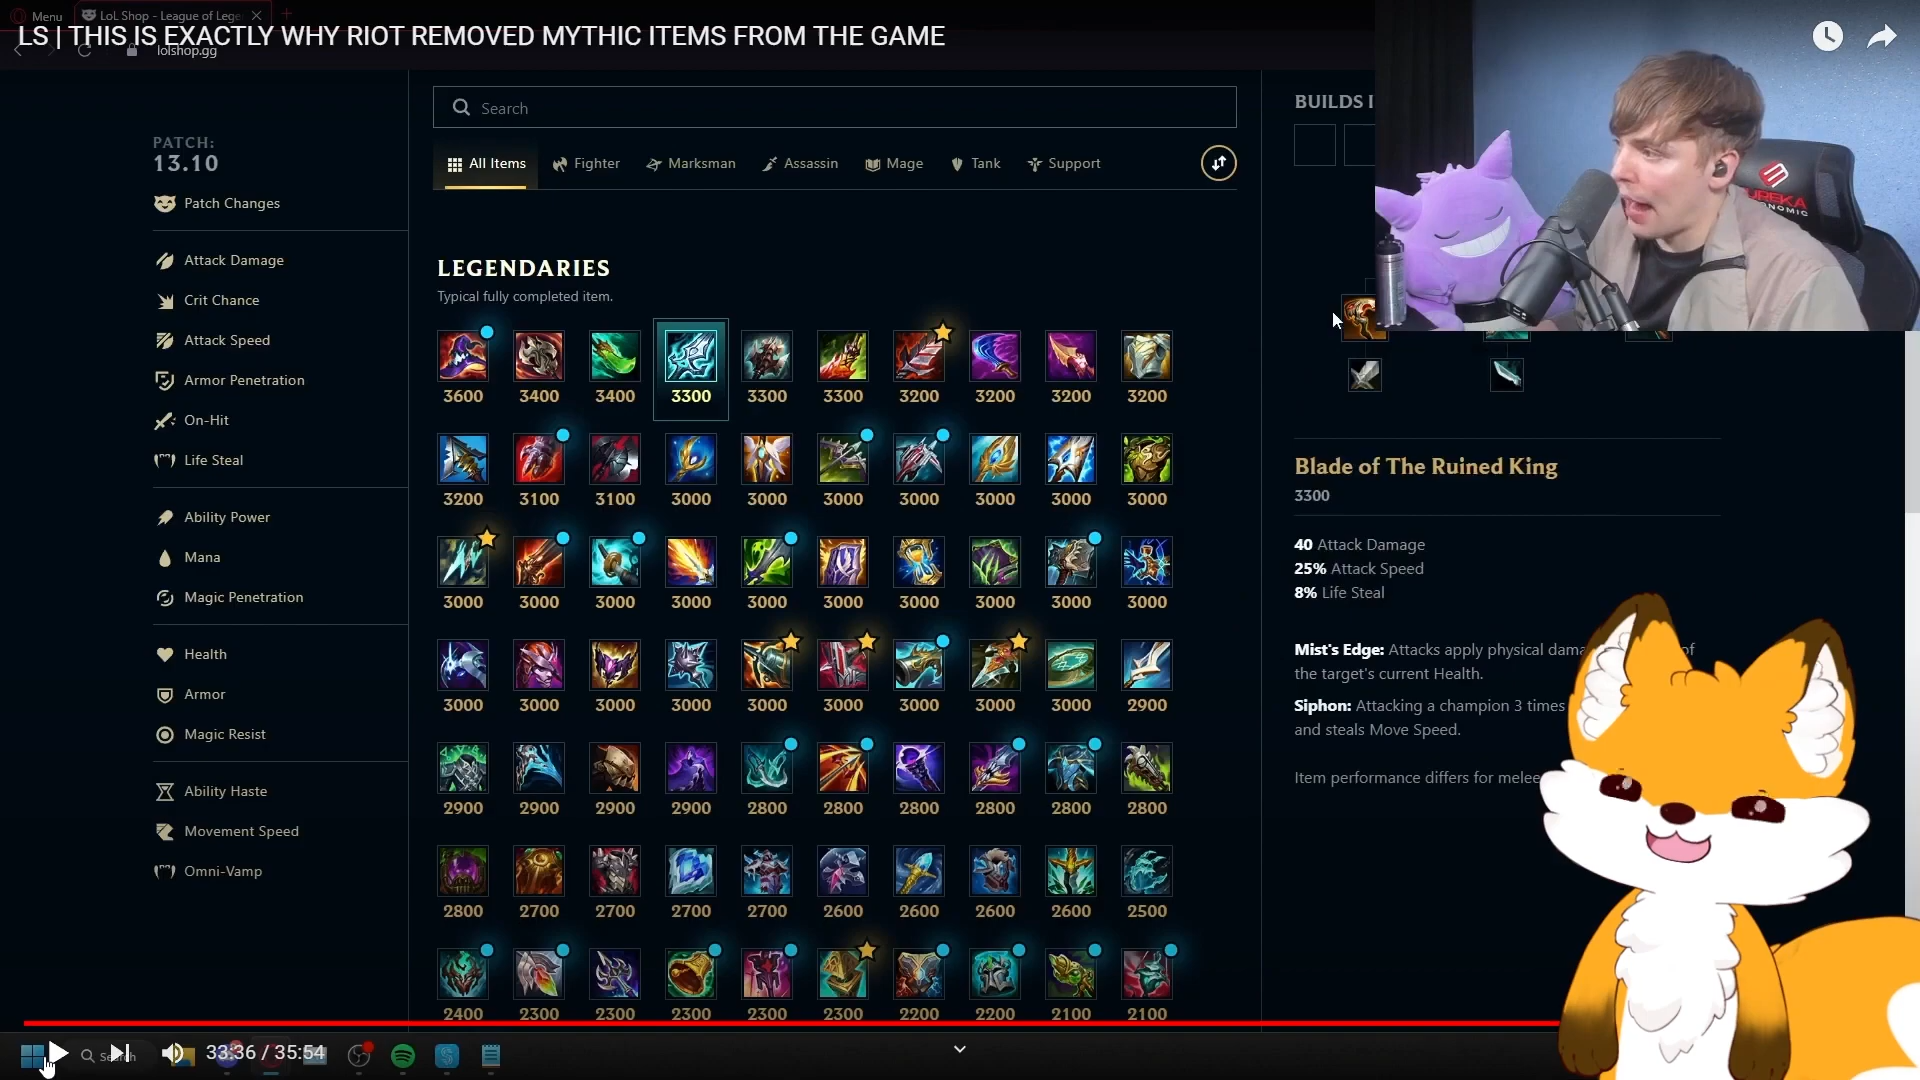 Menu
LoL Shop - League of Lege
LS | THIS IS EXACTLY WHY RIOT REMOVED MYTHIC ITEMS FROM THE GAME
lolshop.gg
PATCH:
13.10
Patch Changes
Attack Damage
Crit Chance
Attack Speed
Armor Penetration
On-Hit
Life Steal
Ability Power
Mana
Magic Penetration
Health
Armor
Magic Resist
Ability Haste
Movement Speed
Omni-Vamp
Search
All Items
Fighter
Marksman
Assassin
Mage
Tank
Support
LEGENDARIES
Typical fully completed item.
3600 3400 3400 3300 3300 3300 3200 3200 3200 3200
3200 3100 3100 3000 3000 3000 3000 3000 3000 3000
3000 3000 3000 3000 3000 3000 3000 3000 3000 3000
3000 3000 3000 3000 3000 3000 3000 3000 3000 2900
2900 2900 2900 2900 2800 2800 2800 2800 2800 2800
2800 2700 2700 2700 2700 2600 2600 2600 2600 2500
2400 2300 2300 2300 2300 2300 2200 2200 2100 2100
BUILDS I
Blade of The Ruined King
3300
40 Attack Damage
25% Attack Speed
8% Life Steal
Mist's Edge: Attacks apply physical dama of
the target's current Health.
Siphon: Attacking a champion 3 times
and steals Move Speed.
Item performance differs for melee
33:36 / 35:54